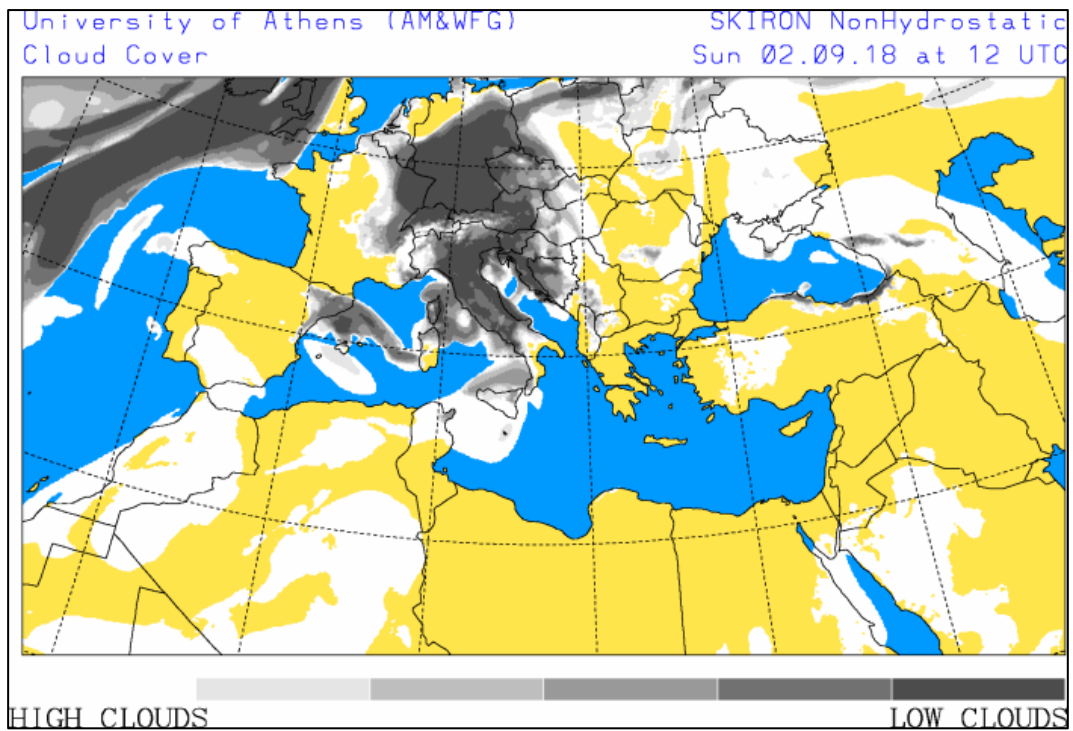 University of Athens (AM&WFG) SKIRON NonHydrostatic
Cloud Cover Sun 02.09.18 at 12 UTC
HIGH CLOUDS LOW CLOUDS